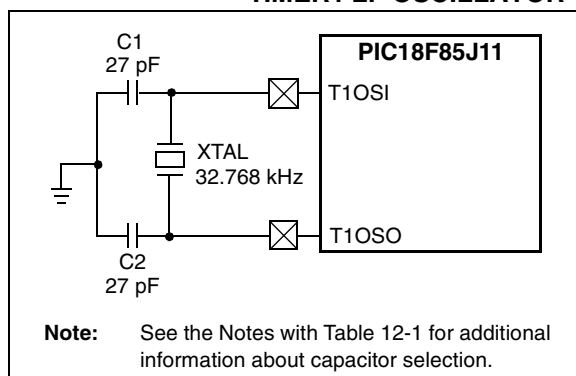 TIMER1 LP OSCILLATOR
C1
27 pF
PIC18F85J11
T1OSI
XTAL
32.768 kHz
T1OSO
C2
27 pF
Note: See the Notes with Table 12-1 for additional
information about capacitor selection.